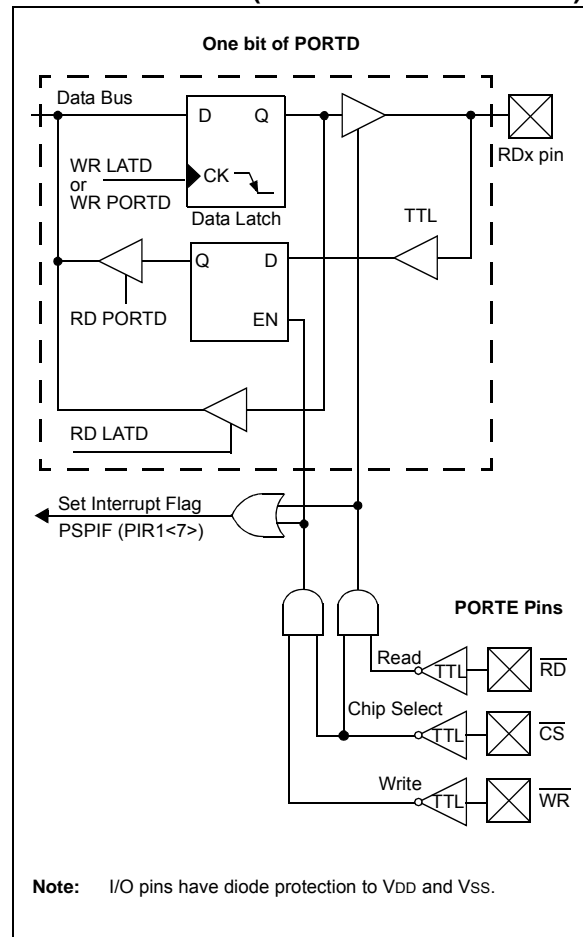 One bit of PORTD
Data Bus
D Q
RDx pin
WR LATD
or
WR PORTD
CK
Data Latch
TTL
Q D
RD PORTD
EN
RD LATD
Set Interrupt Flag
PSPIF (PIR1<7>)
PORTE Pins
Read
TTL
RD
Chip Select
TTL
CS
Write
TTL
WR
Note: I/O pins have diode protection to VDD and VSS.